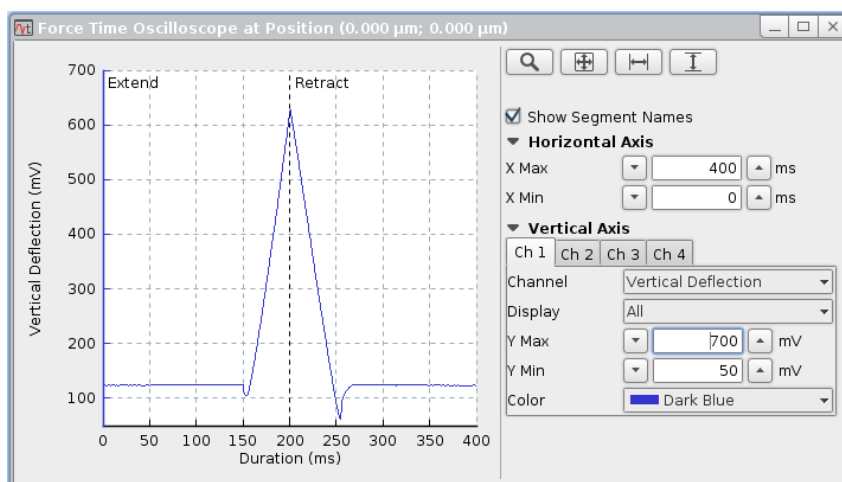 Force Time Oscilloscope at Position (0.000 µm; 0.000 µm)
700
600
500
400
300
200
100
Vertical Deflection (mV)
Extend
Retract
0
50
100
150
200
250
300
350
400
Duration (ms)
Show Segment Names
Horizontal Axis
X Max 400 ms
X Min 0 ms
Vertical Axis
Ch 1 Ch 2 Ch 3 Ch 4
Channel Vertical Deflection
Display All
Y Max 700 mV
Y Min 50 mV
Color Dark Blue